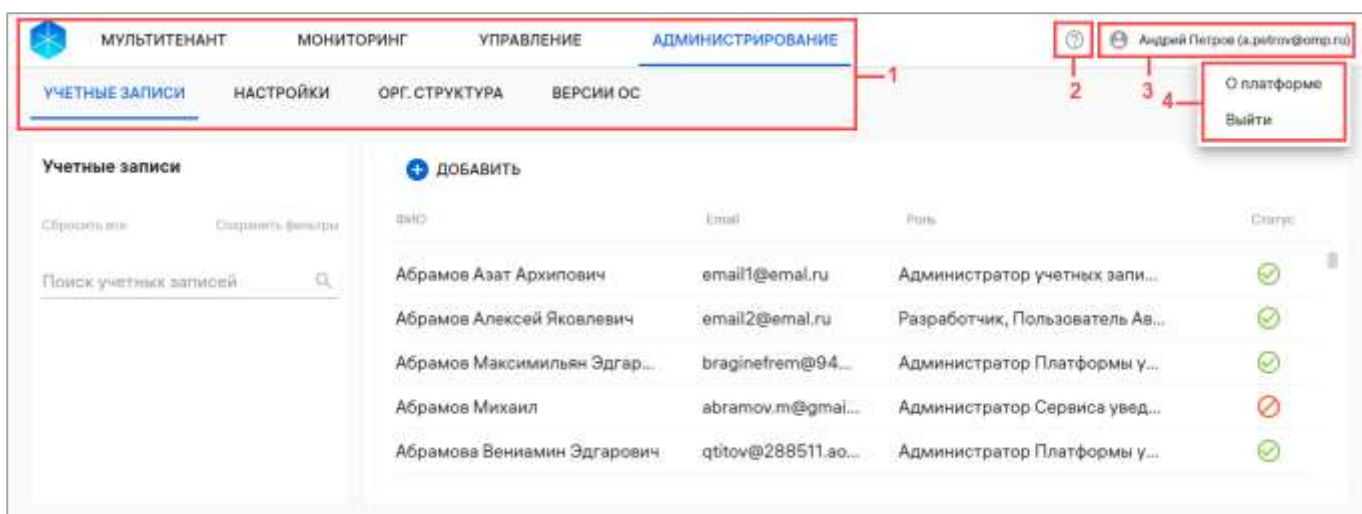 МУЛЬТИТЕНАНТ МОНИТОРИНГ УПРАВЛЕНИЕ АДМИНИСТРИРОВАНИЕ Андрей Петров (a.petrov@omp.ru)
1
2
3
4
УЧЕТНЫЕ ЗАПИСИ НАСТРОЙКИ ОРГ. СТРУКТУРА ВЕРСИИ ОС
О платформе
Выйти
Учетные записи
ДОБАВИТЬ
Сбросить все Сохранить фильтры
ФИО Email Роль Статус
Поиск учетных записей
Абрамов Азат Архипович email1@emal.ru Администратор учетных запи...
Абрамов Алексей Яковлевич email2@emal.ru Разработчик, Пользователь Ав...
Абрамов Максимильян Эдгар... braginefrem@94... Администратор Платформы у...
Абрамов Михаил abramov.m@gmai... Администратор Сервиса увед...
Абрамова Вениамин Эдгарович qtitov@288511.ao... Администратор Платформы у...